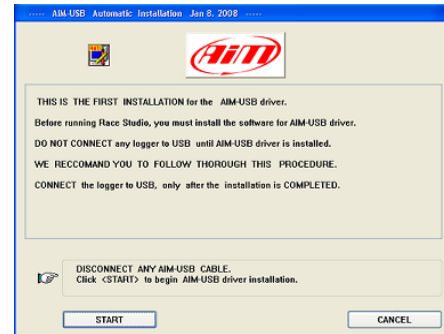 ----- AIM-USB Automatic Installation Jan 8. 2008 -----
AiM
THIS IS THE FIRST INSTALLATION for the AIM-USB driver.
Before running Race Studio, you must install the software for AIM-USB driver.
DO NOT CONNECT any logger to USB until AIM-USB driver is installed.
WE RECCOMAND YOU TO FOLLOW THOROUGH THIS PROCEDURE.
CONNECT the logger to USB, only after the installation is COMPLETED.
DISCONNECT ANY AIM-USB CABLE.
Click <START> to begin AIM-USB driver installation.
START
CANCEL